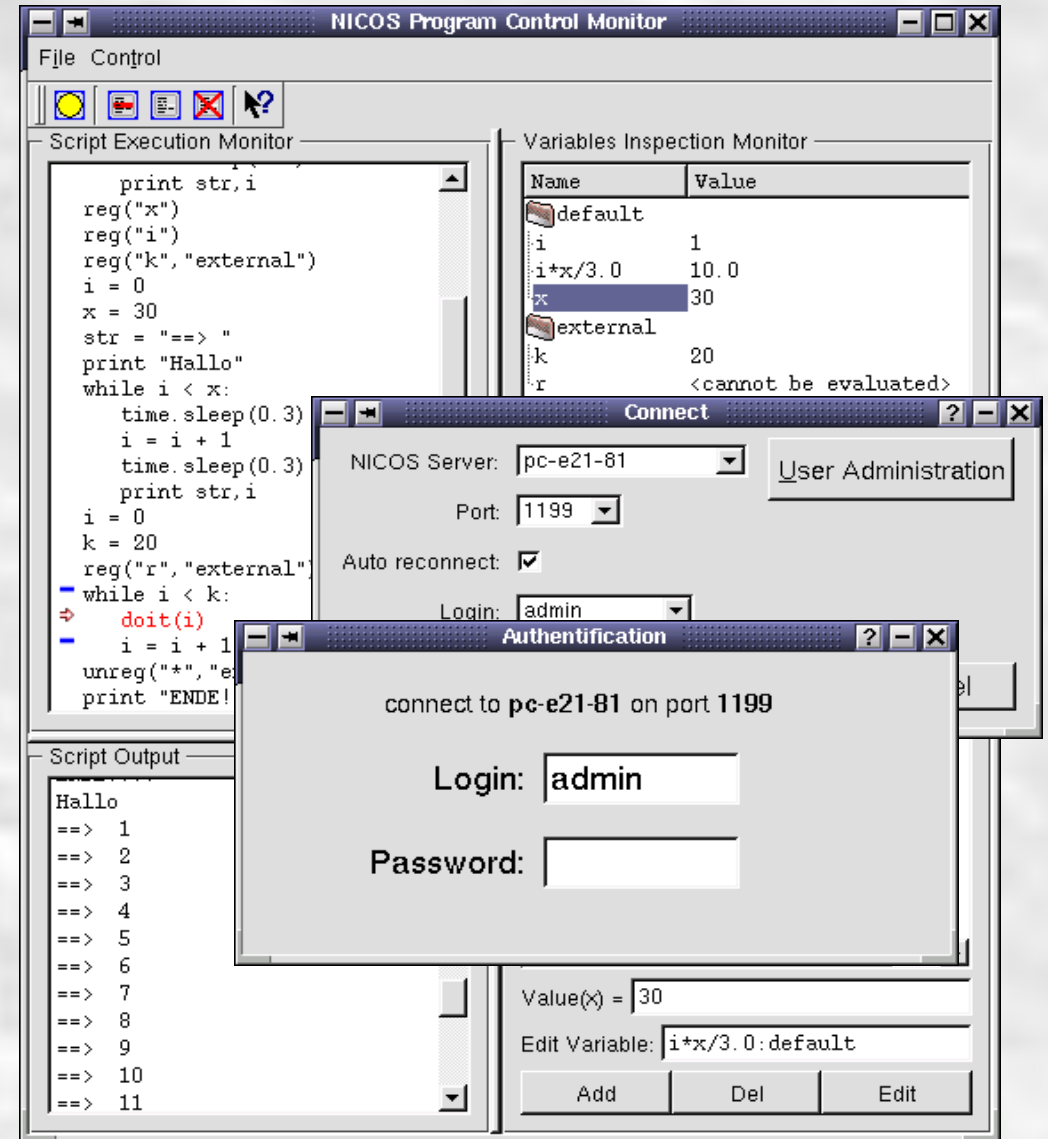 NICOS Program Control Monitor
File Control
Script Execution Monitor
print str,i
reg("x")
reg("i")
reg("k","external")
i = 0
x = 30
str = "==> "
print "Hallo"
while i < x:
time.sleep(0.3)
i = i + 1
time.sleep(0.3)
print str,i
i = 0
k = 20
reg("r","external")
while i < k:
doit(i)
i = i + 1
unreg("*","e
print "ENDE!
Variables Inspection Monitor
Name Value
default
i 1
i*x/3.0 10.0
x 30
external
k 20
r <cannot be evaluated>
Connect
NICOS Server: pc-e21-81
User Administration
Port: 1199
Auto reconnect:
Login: admin
el
Authentification
connect to pc-e21-81 on port 1199
Login: admin
Password:
Script Output
Hallo
==> 1
==> 2
==> 3
==> 4
==> 5
==> 6
==> 7
==> 8
==> 9
==> 10
==> 11
Value(x) = 30
Edit Variable: i*x/3.0:default
Add Del Edit